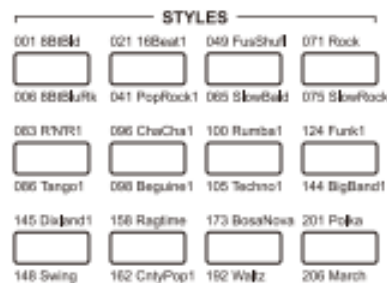 STYLES
001 8BtBld 021 16Beat1 049 FusShufl 071 Rock
006 8BtBluRk 041 PopRock1 065 SlowBald 075 SlowRock
083 R'N'R1 096 ChaCha1 100 Rumba1 124 Funk1
086 Tango1 098 Beguine1 105 Techno1 144 BigBand1
145 Dixland1 158 Ragtime 173 BosaNova 201 Polka
148 Swing 162 CntyPop1 192 Waltz 206 March